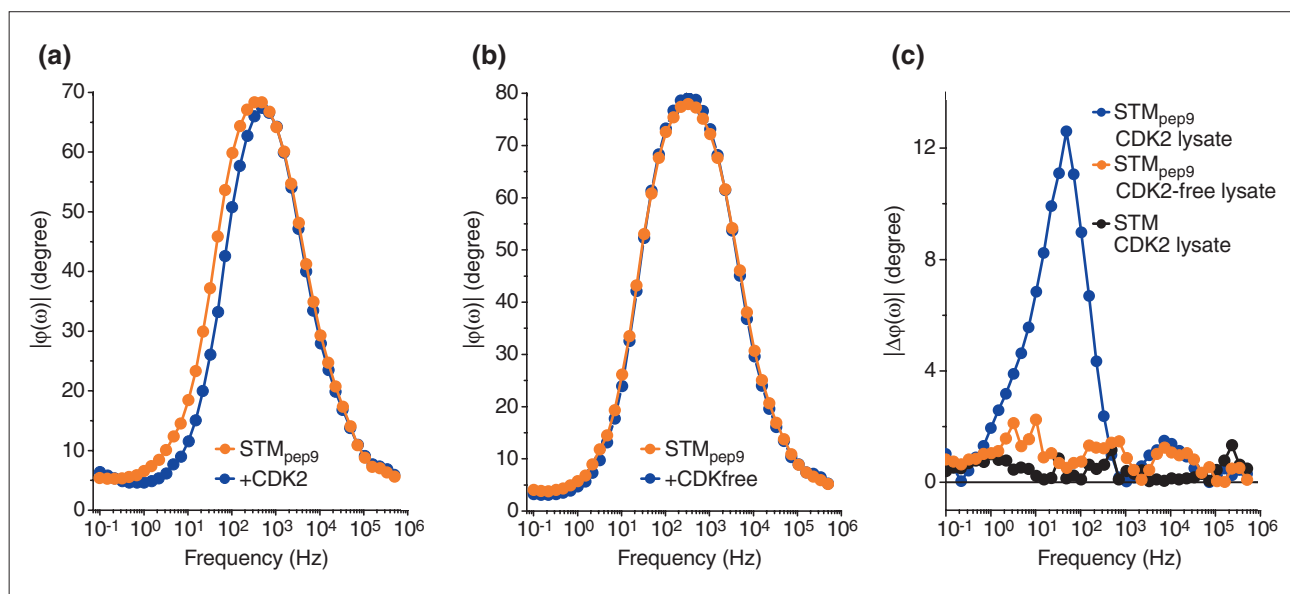 (a)
|φ(ω)| (degree)
70
60
50
40
30
20
10
0
10-1 100 101 102 103 104 105 106
Frequency (Hz)
STMpep9
+CDK2
(b)
|φ(ω)| (degree)
80
70
60
50
40
30
20
10
0
10-1 100 101 102 103 104 105 106
Frequency (Hz)
STMpep9
+CDKfree
(c)
|Δφ(ω)| (degree)
12
8
4
0
10-1 100 101 102 103 104 105 106
Frequency (Hz)
STMpep9
CDK2 lysate
STMpep9
CDK2-free lysate
STM
CDK2 lysate